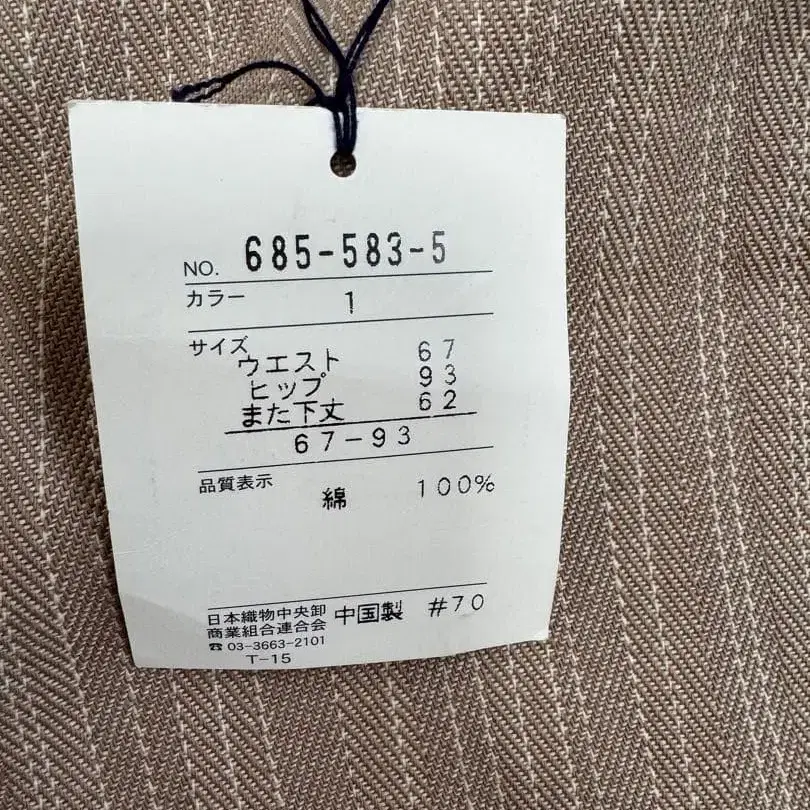 NO. 685-583-5
カラー 1
サイズ
ウエスト 67
ヒップ 93
また下丈 62
67-93
品質表示
綿 100%
日本織物中央卸
商業組合連合会 中国製 #70
☎03-3663-2101
T-15